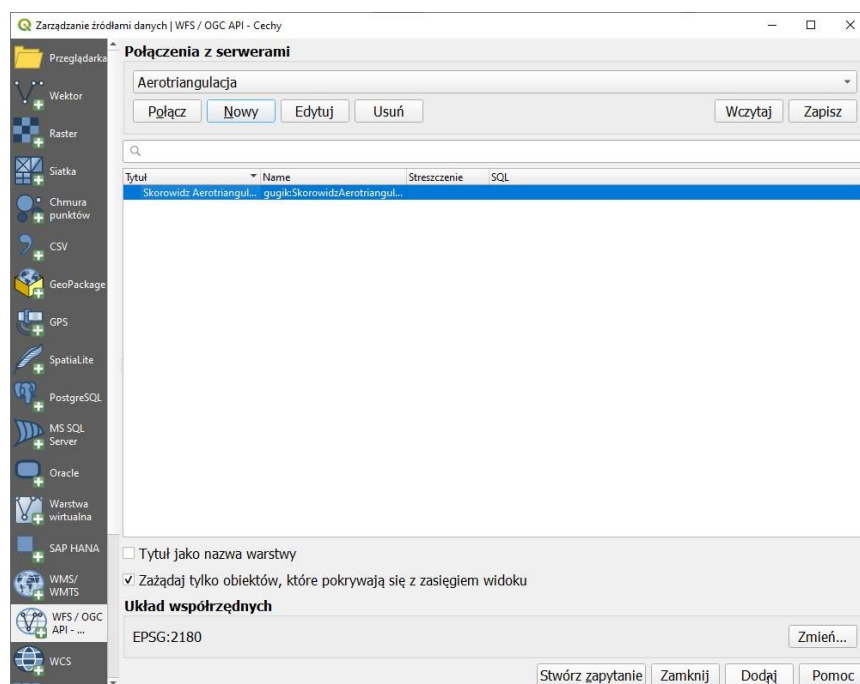 Zarządzanie źródłami danych | WFS / OGC API - Cechy
Przeglądarka
Wektor
Raster
Siatka
Chmura
punktów
CSV
GeoPackage
GPS
SpatiaLite
PostgreSQL
MS SQL
Server
Oracle
Warstwa
wirtualna
SAP HANA
WMS/
WMTS
WFS / OGC
API - ...
WCS
Połączenia z serwerami
Aerotriangulacja
Połącz Nowy Edytuj Usuń Wczytaj Zapisz
Tytuł Name Streszczenie SQL
Skorowidz Aerotriangul... gugik:SkorowidzAerotriangul...
Tytuł jako nazwa warstwy
Zażądaj tylko obiektów, które pokrywają się z zasięgiem widoku
Układ współrzędnych
EPSG:2180 Zmień...
Stwórz zapytanie Zamknij Dodaj Pomoc